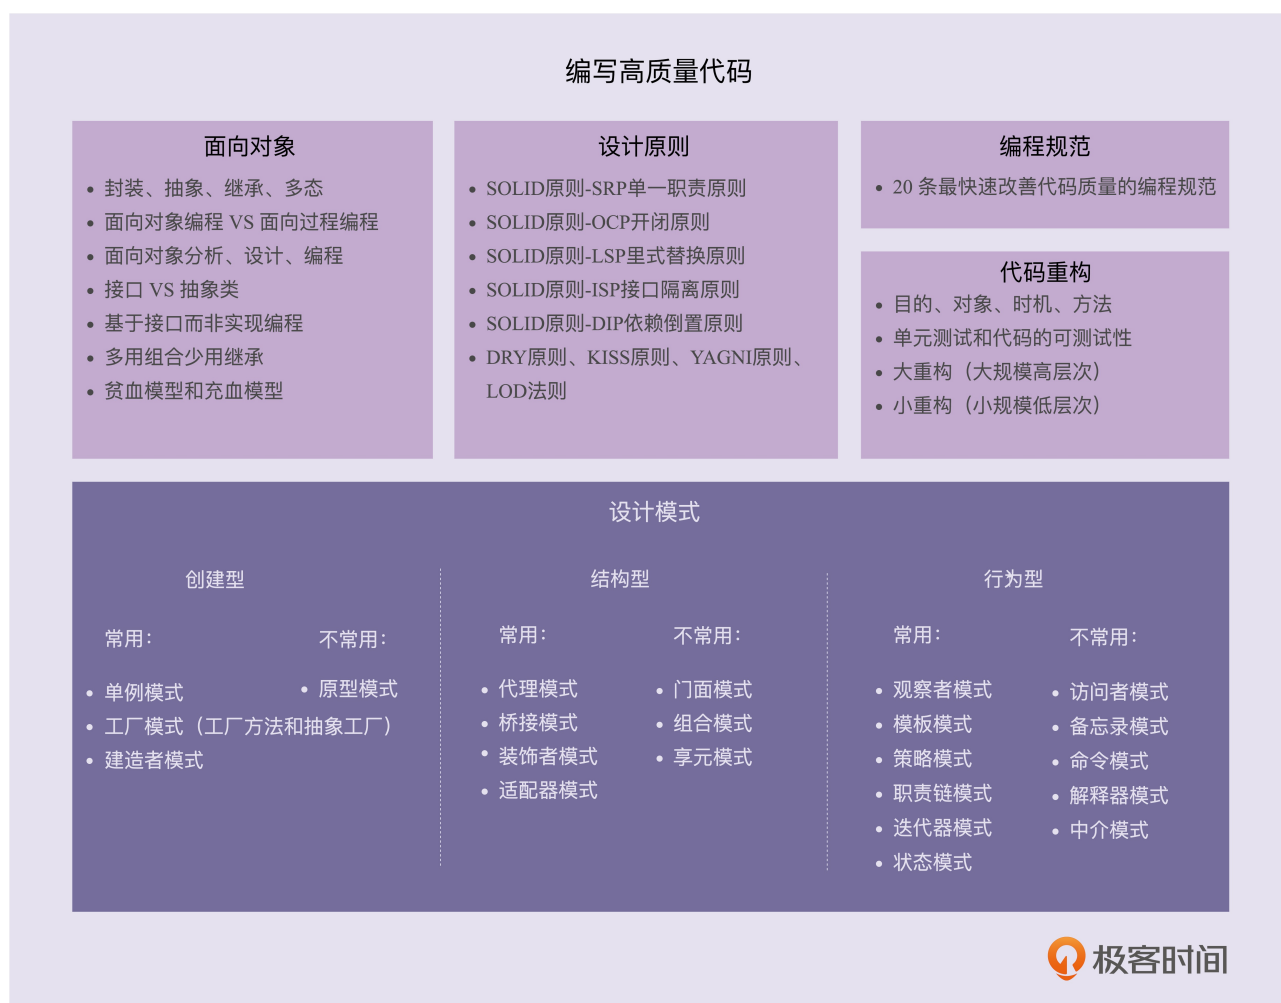 编写高质量代码
面向对象
• 封装、抽象、继承、多态
• 面向对象编程 VS 面向过程编程
• 面向对象分析、设计、编程
• 接口 VS 抽象类
• 基于接口而非实现编程
• 多用组合少用继承
• 贫血模型和充血模型
设计原则
• SOLID原则-SRP单一职责原则
• SOLID原则-OCP开闭原则
• SOLID原则-LSP里式替换原则
• SOLID原则-ISP接口隔离原则
• SOLID原则-DIP依赖倒置原则
• DRY原则、KISS原则、YAGNI原则、
LOD法则
编程规范
• 20 条最快速改善代码质量的编程规范
代码重构
• 目的、对象、时机、方法
• 单元测试和代码的可测试性
• 大重构（大规模高层次）
• 小重构（小规模低层次）
设计模式
创建型
常用：
• 单例模式
• 工厂模式（工厂方法和抽象工厂）
• 建造者模式
不常用：
• 原型模式
结构型
常用：
• 代理模式
• 桥接模式
• 装饰者模式
• 适配器模式
不常用：
• 门面模式
• 组合模式
• 享元模式
行为型
常用：
• 观察者模式
• 模板模式
• 策略模式
• 职责链模式
• 迭代器模式
• 状态模式
不常用：
• 访问者模式
• 备忘录模式
• 命令模式
• 解释器模式
• 中介模式
极客时间